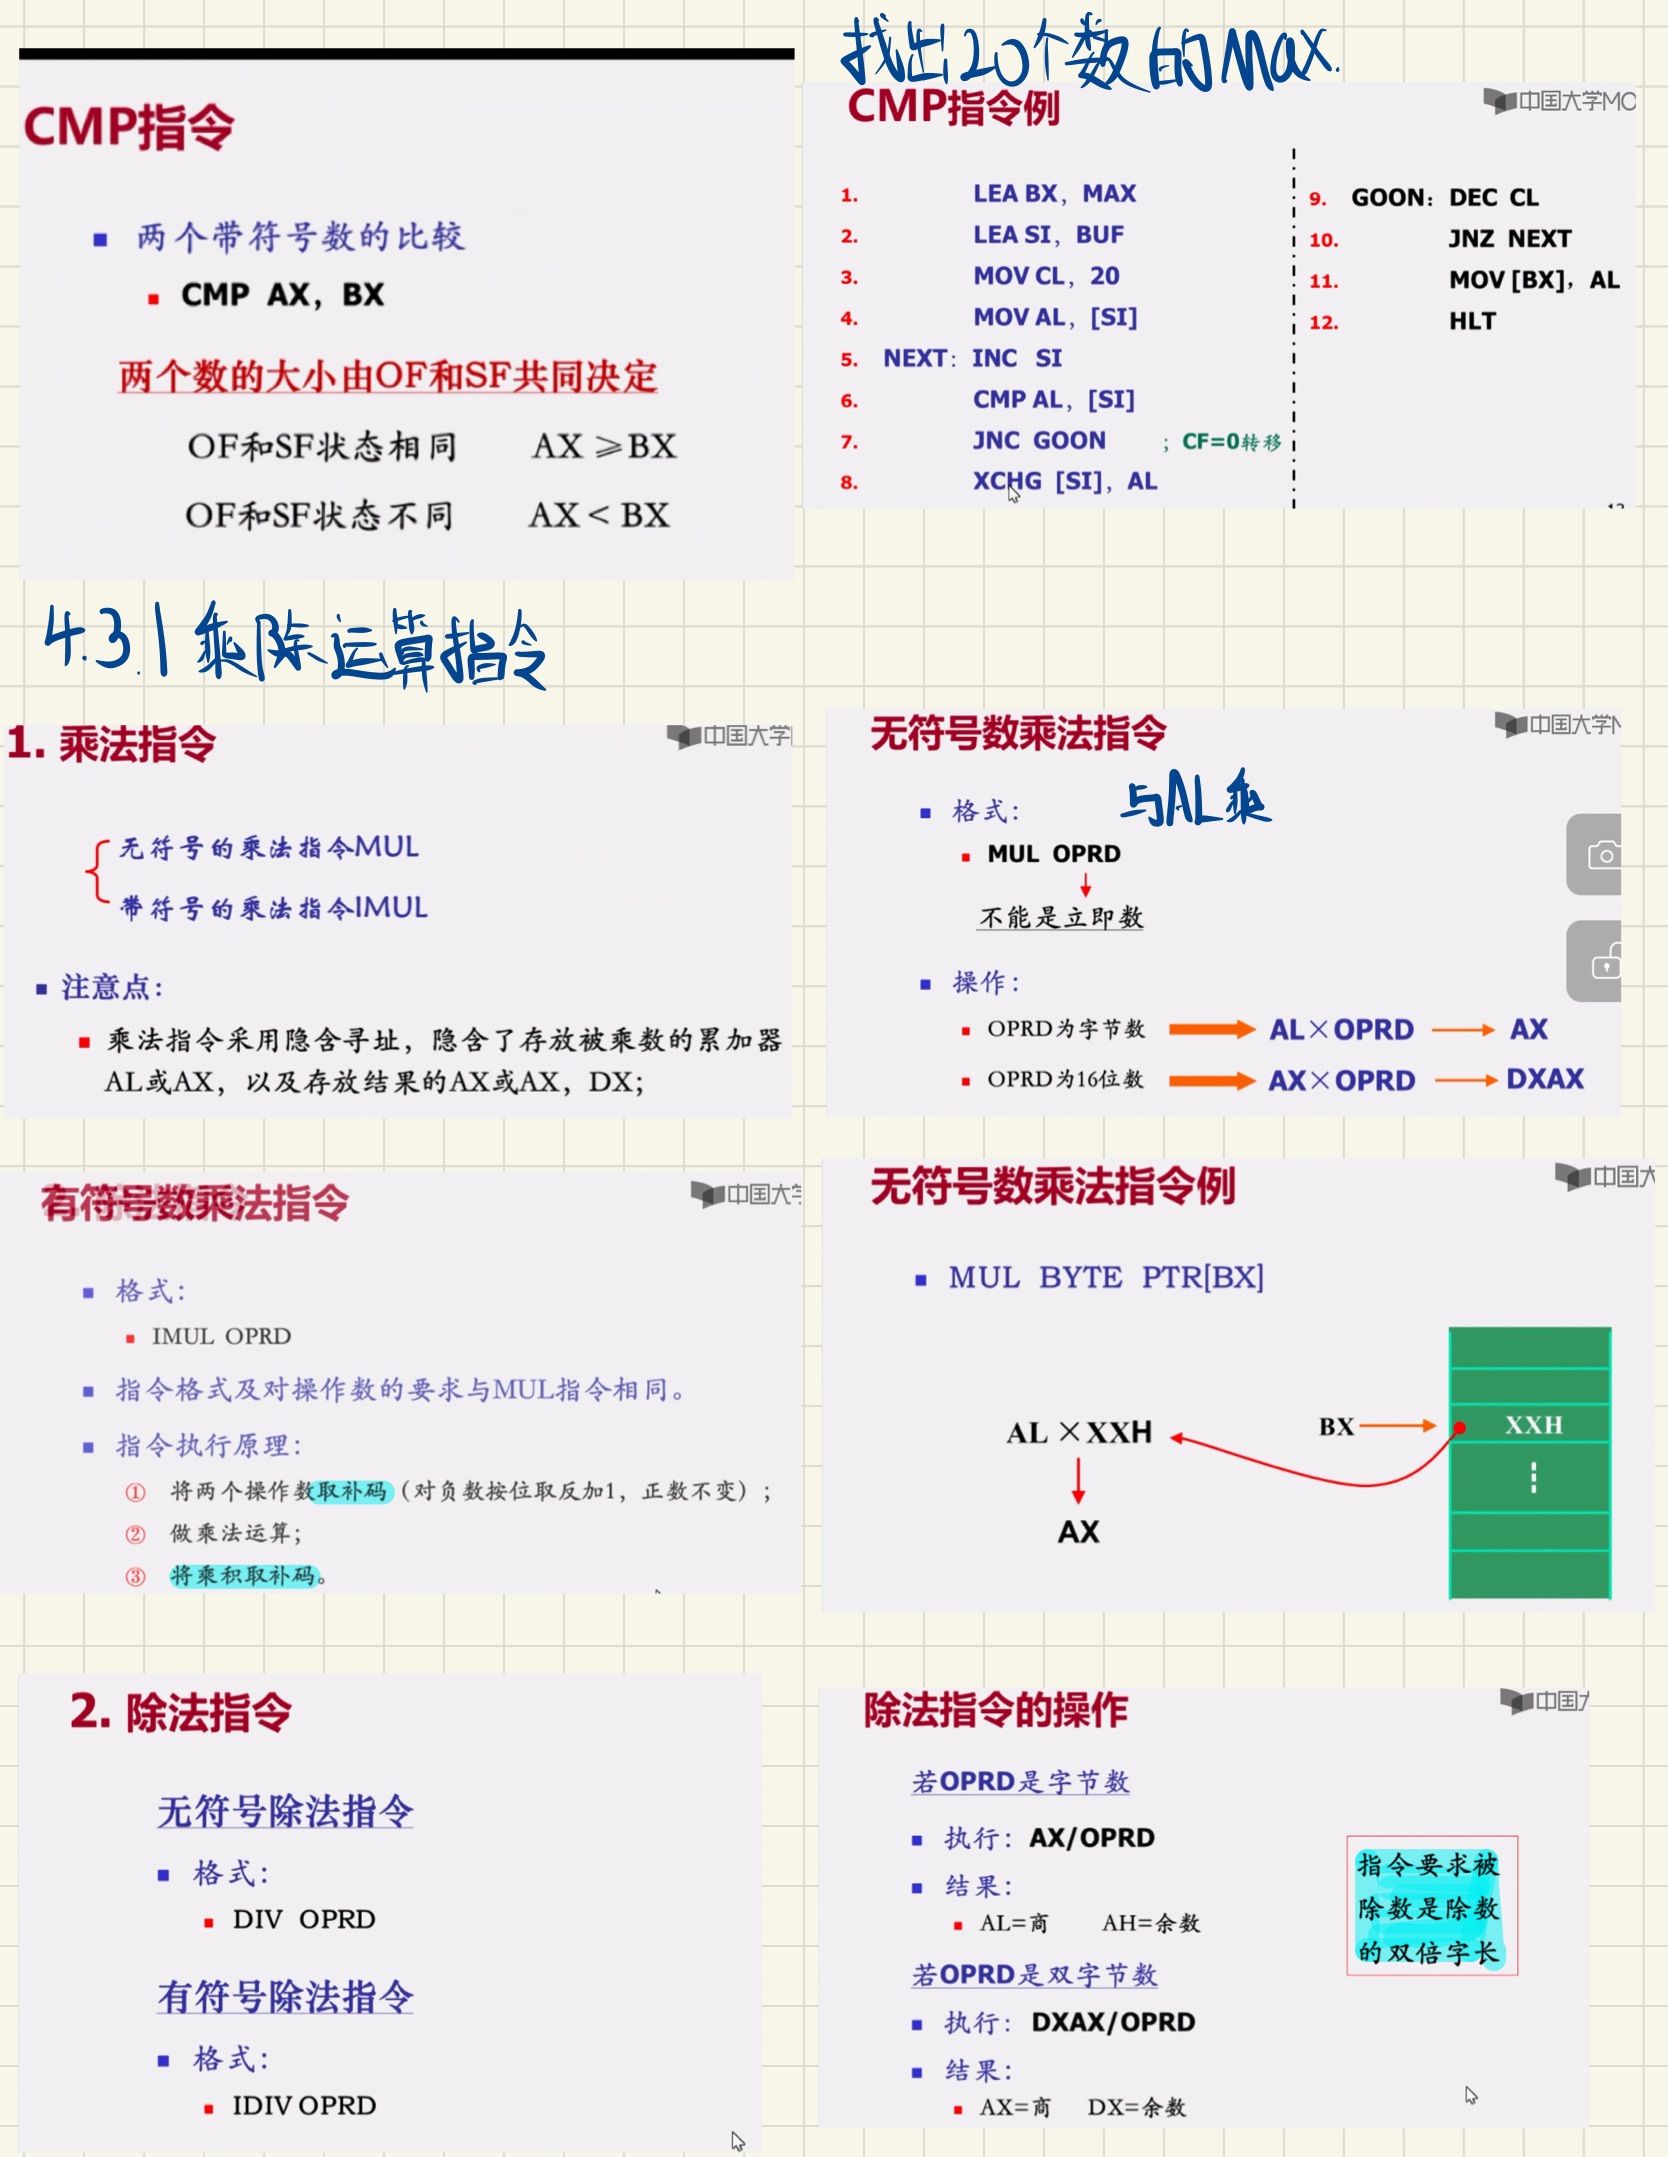 CMP指令
两个带符号数的比较
CMP AX，BX
两个数的大小由OF和SF共同决定
OF和SF状态相同 AX ≥BX
OF和SF状态不同 AX < BX
找出20个数的Max.
CMP指令例
中国大学MO
1. LEA BX，MAX
2. LEA SI，BUF
3. MOV CL，20
4. MOV AL，[SI]
5. NEXT：INC SI
6. CMP AL，[SI]
7. JNC GOON ；CF=0转移
8. XCHG [SI]，AL
9. GOON：DEC CL
10. JNZ NEXT
11. MOV [BX]，AL
12. HLT
4.3.1 乘除运算指令
1. 乘法指令
中国大学
无符号的乘法指令MUL
带符号的乘法指令IMUL
注意点：
乘法指令采用隐含寻址，隐含了存放被乘数的累加器
AL或AX，以及存放结果的AX或AX，DX；
无符号数乘法指令
中国大学
与AL乘
格式：
MUL OPRD
不能是立即数
操作：
OPRD为字节数 AL×OPRD AX
OPRD为16位数 AX×OPRD DXAX
有符号数乘法指令
中国大
格式：
IMUL OPRD
指令格式及对操作数的要求与MUL指令相同。
指令执行原理：
① 将两个操作数取补码（对负数按位取反加1，正数不变）；
② 做乘法运算；
③ 将乘积取补码。
无符号数乘法指令例
中国大
MUL BYTE PTR[BX]
AL ×XXH
BX
XXH
AX
2. 除法指令
无符号除法指令
格式：
DIV OPRD
有符号除法指令
格式：
IDIV OPRD
除法指令的操作
中国
若OPRD是字节数
执行：AX/OPRD
结果：
AL=商 AH=余数
若OPRD是双字节数
执行：DXAX/OPRD
结果：
AX=商 DX=余数
指令要求被
除数是除数
的双倍字长